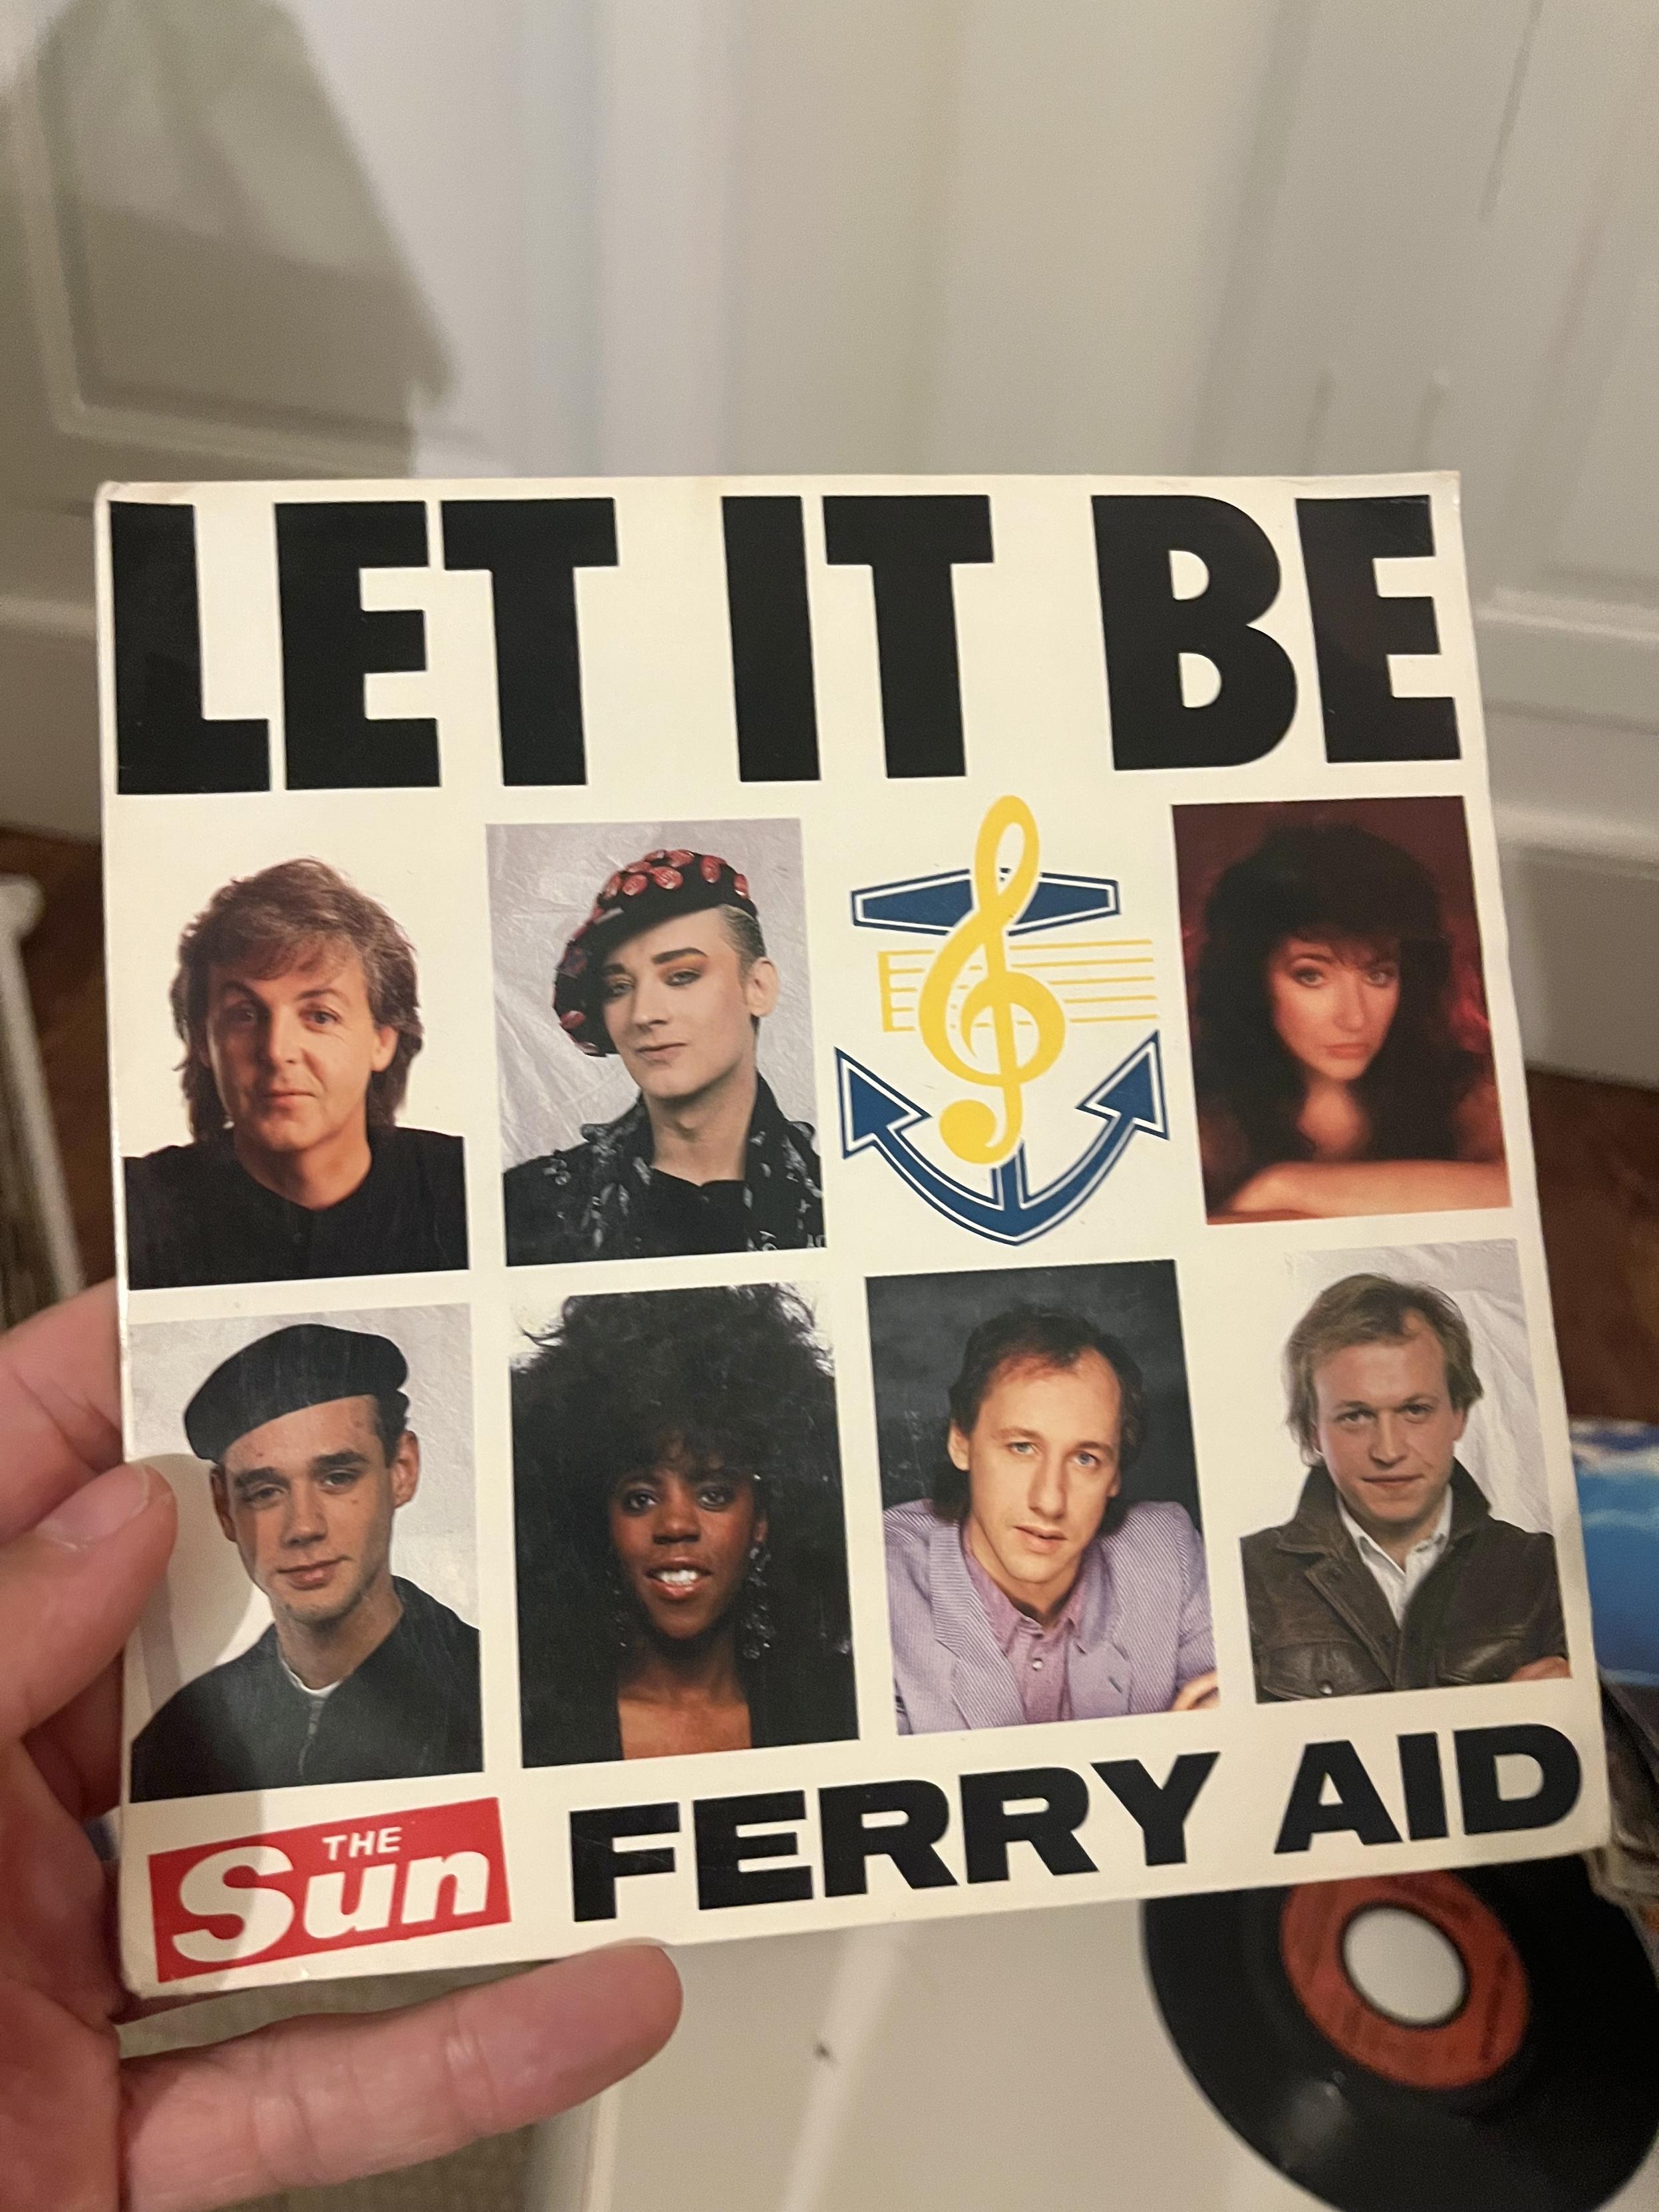 LET IT BE
THE
Sun
FERRY AID